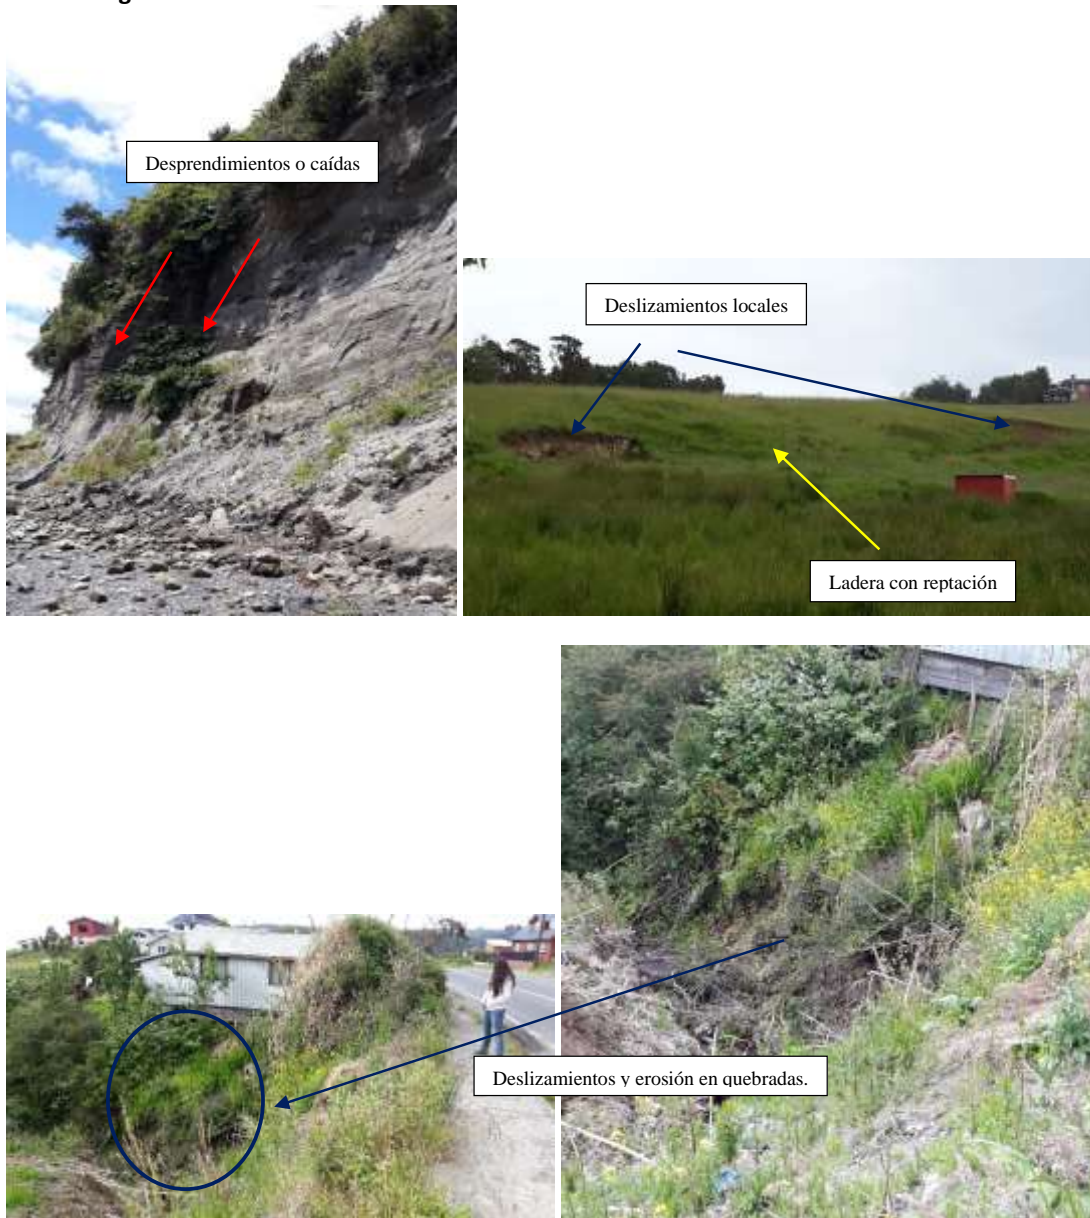 Desprendimientos o caídas
Deslizamientos locales
Ladera con reptación
Deslizamientos y erosión en quebradas.